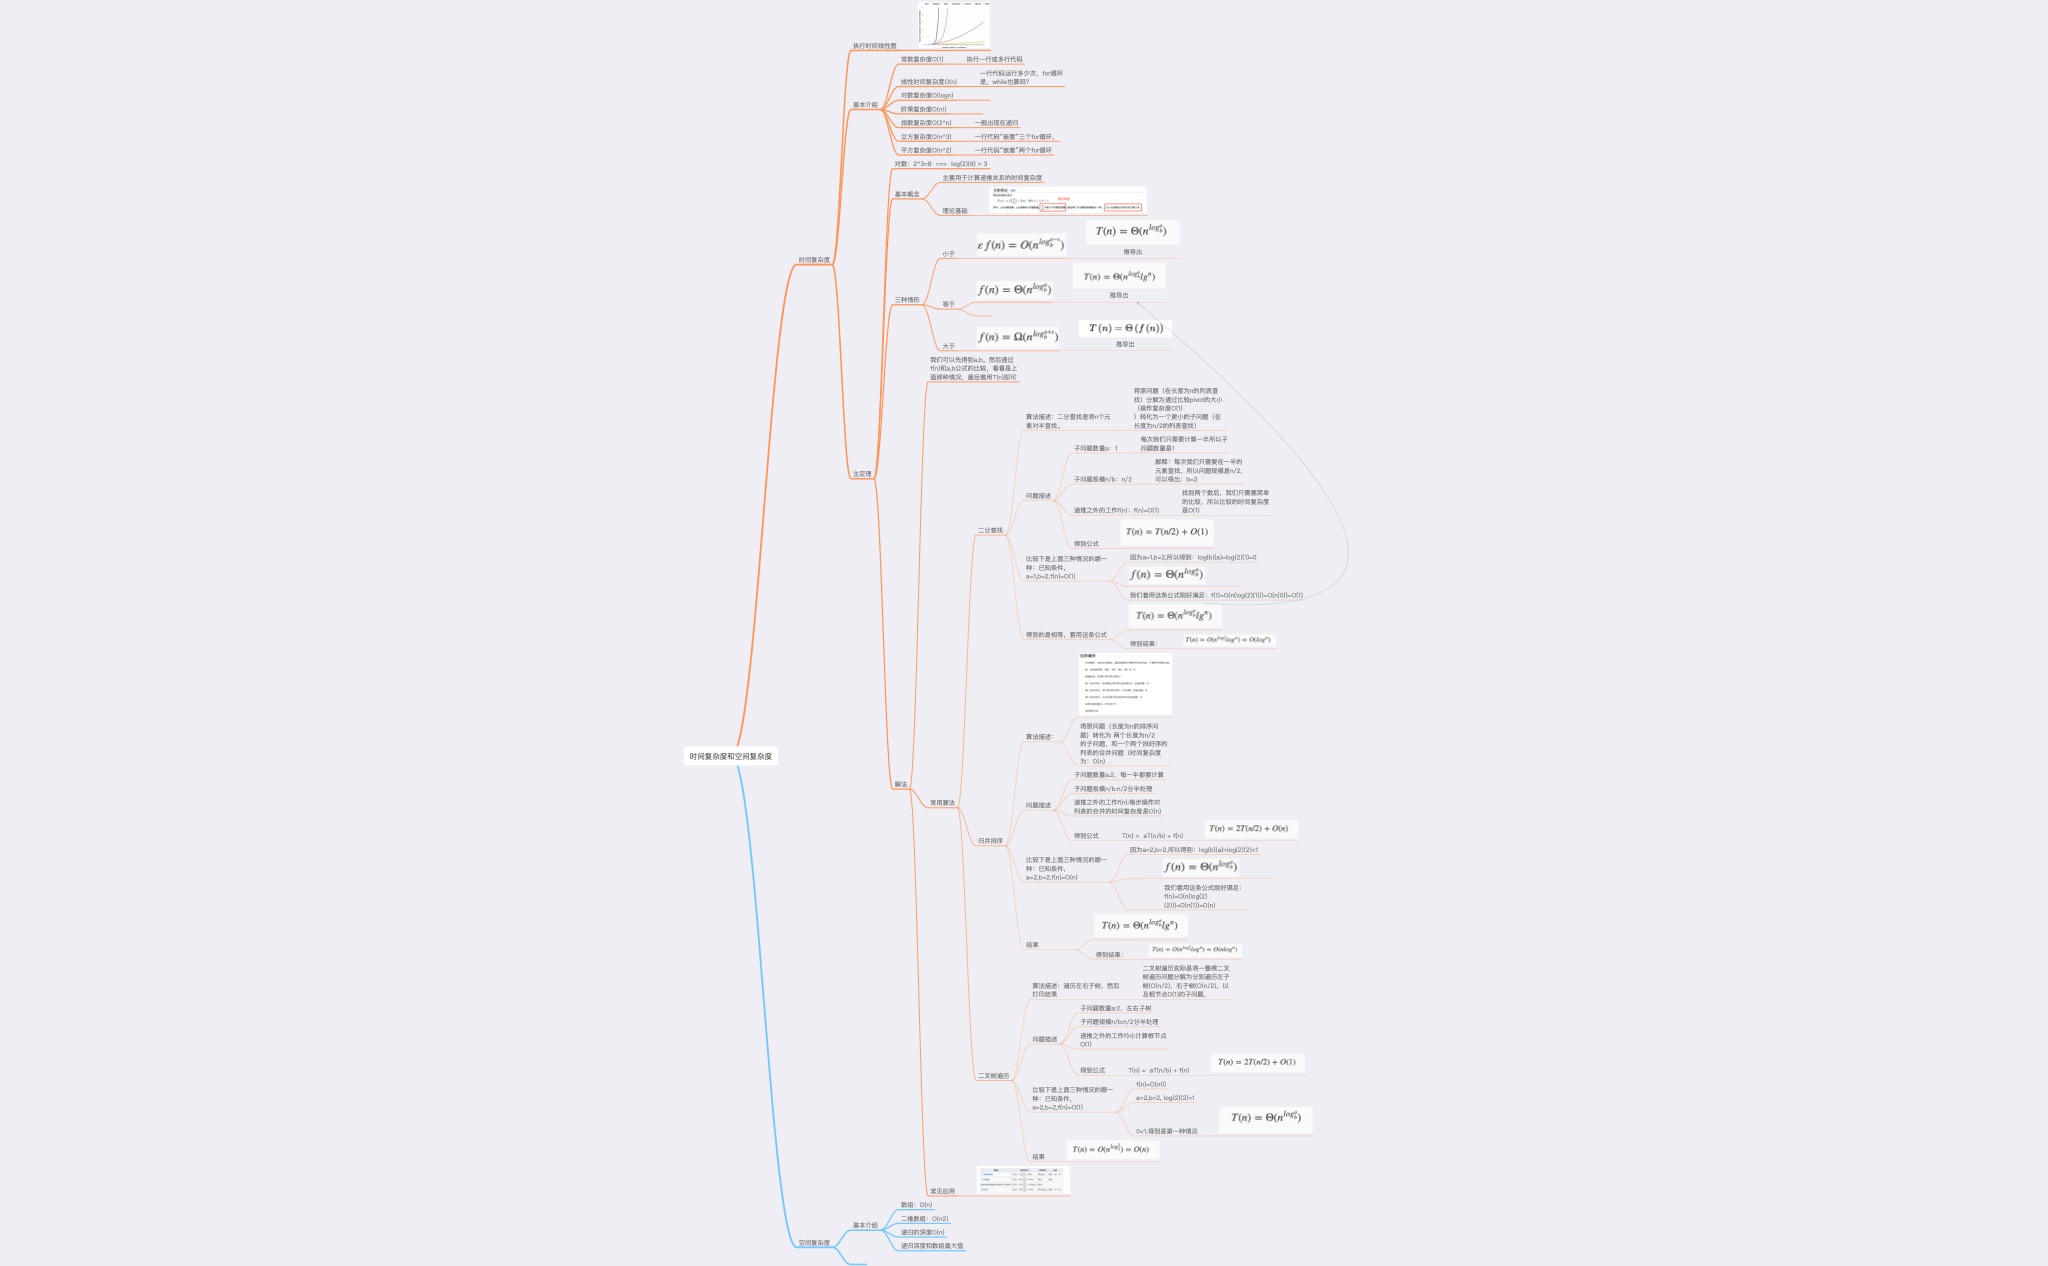 时间复杂度和空间复杂度
时间复杂度
执行时间线性图
基本介绍
常数复杂度O(1)
执行一行或多行代码
线性时间复杂度O(n)
一行代码运行多少次，for循环
是，while也算吗?
对数复杂度O(logn)
阶乘复杂度O(n!)
指数复杂度O(2^n)
一般出现在递归
立方复杂度O(n^3)
一行代码“嵌套”三个for循环。
平方复杂度O(n^2)
一行代码“嵌套”两个for循环
主定理
对数：2^3=8 ==> log(2)(8) = 3
基本概念
主要用于计算递推关系的时间复杂度
理论基础
三种情形
小于
ε f(n) = O(n^{log_b^{a-ε}})
T(n) = Θ(n^{log_b^a})
推导出
等于
f(n) = Θ(n^{log_b^a})
T(n) = Θ(n^{log_b^a} lg^n)
推导出
大于
f(n) = Ω(n^{log_b^{a+ε}})
T (n) = Θ (f (n))
推导出
解法
我们可以先得到a,b。然后通过
f(n)和a,b公式的比较，看看是上
面那种情况，最后套用T(n)即可
常用算法
二分查找
算法描述：二分查找是将n个元
素对半查找。
将原问题（在长度为n的列表查
找）分解为通过比较pivot的大小
（操作复杂度O(1)
）转化为一个更小的子问题（在
长度为n/2的列表查找）
问题描述
子问题数量a：1
每次我们只需要计算一半所以子
问题数量是1
子问题规模n/b：n/2
解释：每次我们只需要在一半的
元素查找，所以问题规模是n/2，
可以得出：b=2
递推之外的工作f(n)：f(n)=O(1)
找到两个数后，我们只需要简单
的比较，所以比较的时间复杂度
是O(1)
得到公式
T(n) = T(n/2) + O(1)
比较下是上面三种情况的哪一
种：已知条件，
a=1,b=2,f(n)=O(1)
因为a=1,b=2,所以得到：log(b)(a)=log(2)(1)=0
f(n) = Θ(n^{log_b^a})
我们套用这条公式刚好满足：f(1)=O(n(log(2)(1)))=O(n(0))=O(1)
得到的是相等，套用这条公式
T(n) = Θ(n^{log_b^a} lg^n)
得到结果：
T(n) = O(n^{log_2^1} log^n) = O(log^n)
归并排序
算法描述：
归并操作
将原问题（长度为n的排序问
题）转化为 两个长度为n/2
的子问题，和一个两个排好序的
列表的合并问题（时间复杂度
为：O(n)
问题描述
子问题数量a:2，每一半都要计算
子问题规模n/b:n/2分半处理
递推之外的工作f(n):每步操作对
列表的合并的时间复杂度是O(n)
得到公式
T(n) = aT(n/b) + f(n)
T(n) = 2T(n/2) + O(n)
比较下是上面三种情况的哪一
种：已知条件，
a=2,b=2,f(n)=O(n)
因为a=2,b=2,所以得到：log(b)(a)=log(2)(2)=1
f(n) = Θ(n^{log_b^a})
我们套用这条公式刚好满足：
f(n)=O(n(log(2)
(2)))=O(n(1))=O(n)
结果
T(n) = Θ(n^{log_b^a} lg^n)
得到结果：
T(n) = O(n^{log_2^2} log^n) = O(nlog^n)
二叉树遍历
算法描述：遍历左右子树，然后
打印结果
二叉树遍历实际是将一整棵二叉
树遍历问题分解为分别遍历左子
树(O(n/2)，右子树(O(n/2)，以
及根节点O(1)的子问题。
问题描述
子问题数量a:2，左右子树
子问题规模n/b:n/2分半处理
递推之外的工作f(n):计算根节点
O(1)
得到公式
T(n) = aT(n/b) + f(n)
T(n) = 2T(n/2) + O(1)
比较下是上面三种情况的哪一
种：已知条件，
a=2,b=2,f(n)=O(1)
f(n)=O(n0)
a=2,b=2, log(2)(2)=1
0<1,得到是第一种情况
T(n) = Θ(n^{log_b^a})
结果
T(n) = O(n^{log_2^2}) = O(n)
常见应用
空间复杂度
基本介绍
数组：O(n)
二维数组：O(n2)
递归的深度O(n)
递归深度和数组最大值